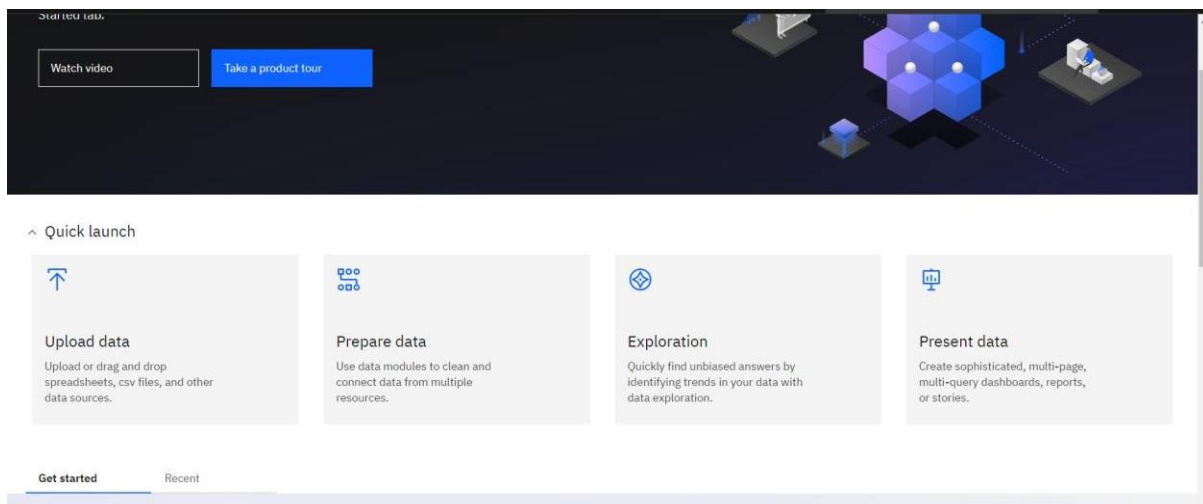 Started tab.
Watch video
Take a product tour
Quick launch
Upload data
Upload or drag and drop
spreadsheets, csv files, and other
data sources.
Prepare data
Use data modules to clean and
connect data from multiple
resources.
Exploration
Quickly find unbiased answers by
identifying trends in your data with
data exploration.
Present data
Create sophisticated, multi-page,
multi-query dashboards, reports,
or stories.
Get started
Recent